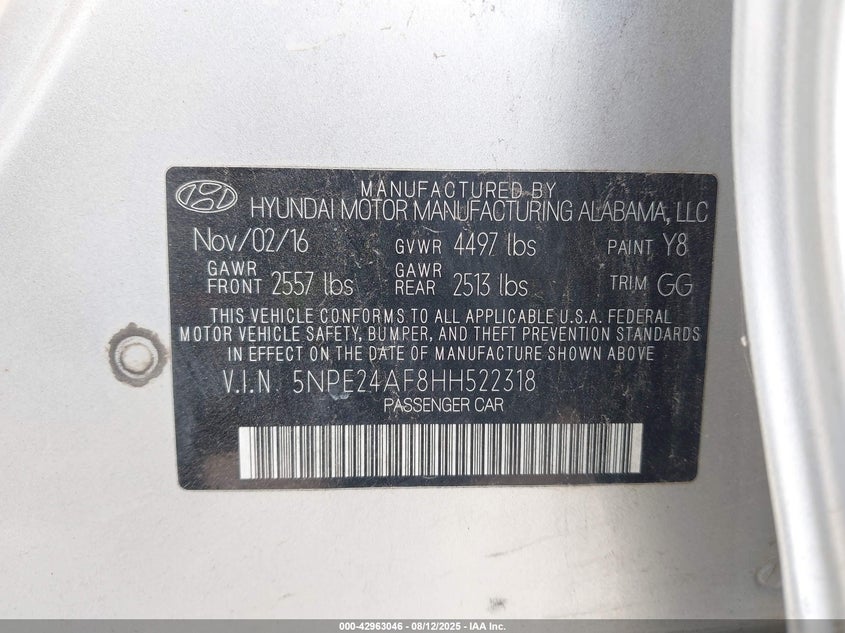 MANUFACTURED BY
HYUNDAI MOTOR MANUFACTURING ALABAMA, LLC
Nov/02/16 GVWR 4497 lbs PAINT Y8
GAWR FRONT 2557 lbs GAWR REAR 2513 lbs TRIM GG
THIS VEHICLE CONFORMS TO ALL APPLICABLE U.S.A. FEDERAL
MOTOR VEHICLE SAFETY, BUMPER, AND THEFT PREVENTION STANDARDS
IN EFFECT ON THE DATE OF MANUFACTURE SHOWN ABOVE
V.I.N 5NPE24AF8HH522318
PASSENGER CAR
000-42963046 - 08/12/2025 - IAA Inc.